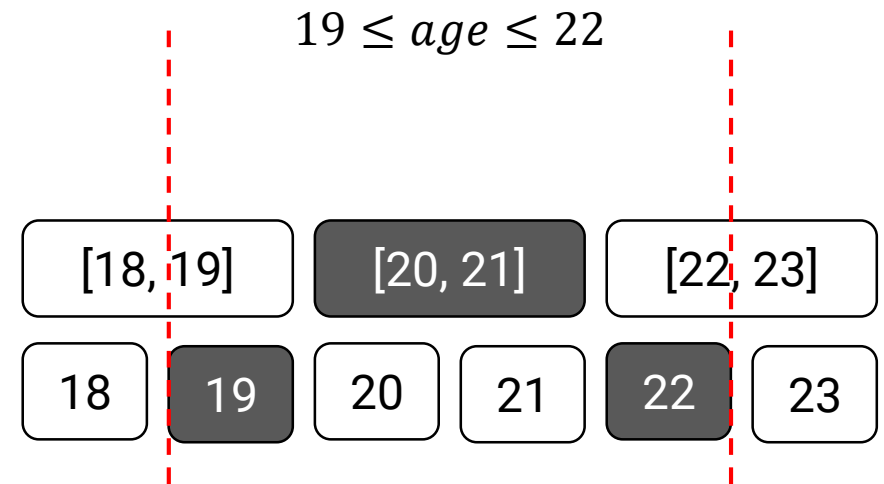 19 ≤ age ≤ 22
[18, 19] [20, 21] [22, 23]
18 19 20 21 22 23